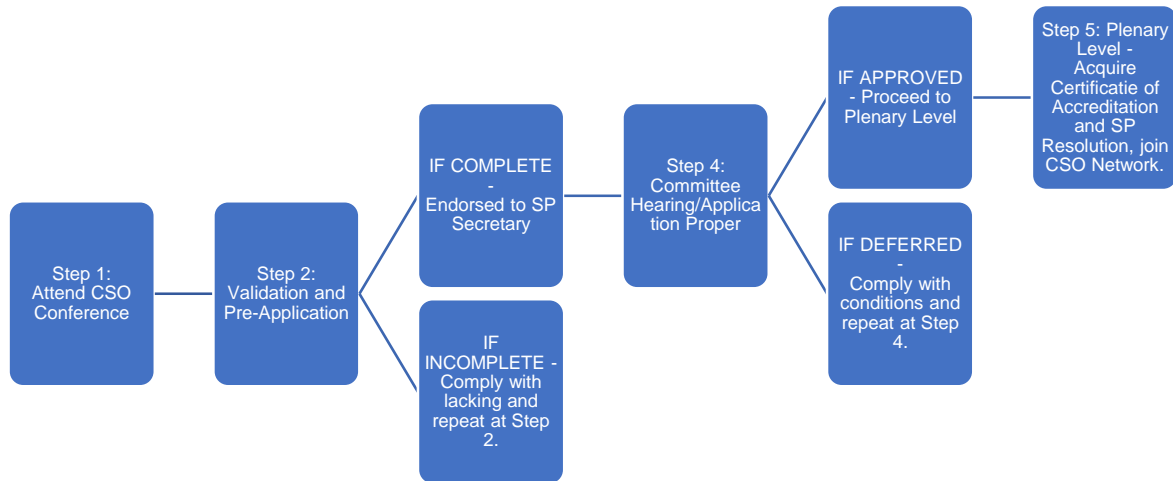 Step 1:
Attend CSO
Conference
Step 2:
Validation and
Pre-Application
IF COMPLETE
-
Endorsed to SP
Secretary
IF
INCOMPLETE -
Comply with
lacking and
repeat at Step
2.
Step 4:
Committee
Hearing/Applica
tion Proper
IF APPROVED
- Proceed to
Plenary Level
IF DEFERRED
-
Comply with
conditions and
repeat at Step
4.
Step 5: Plenary
Level -
Acquire
Certificatie of
Accreditation
and SP
Resolution, join
CSO Network.